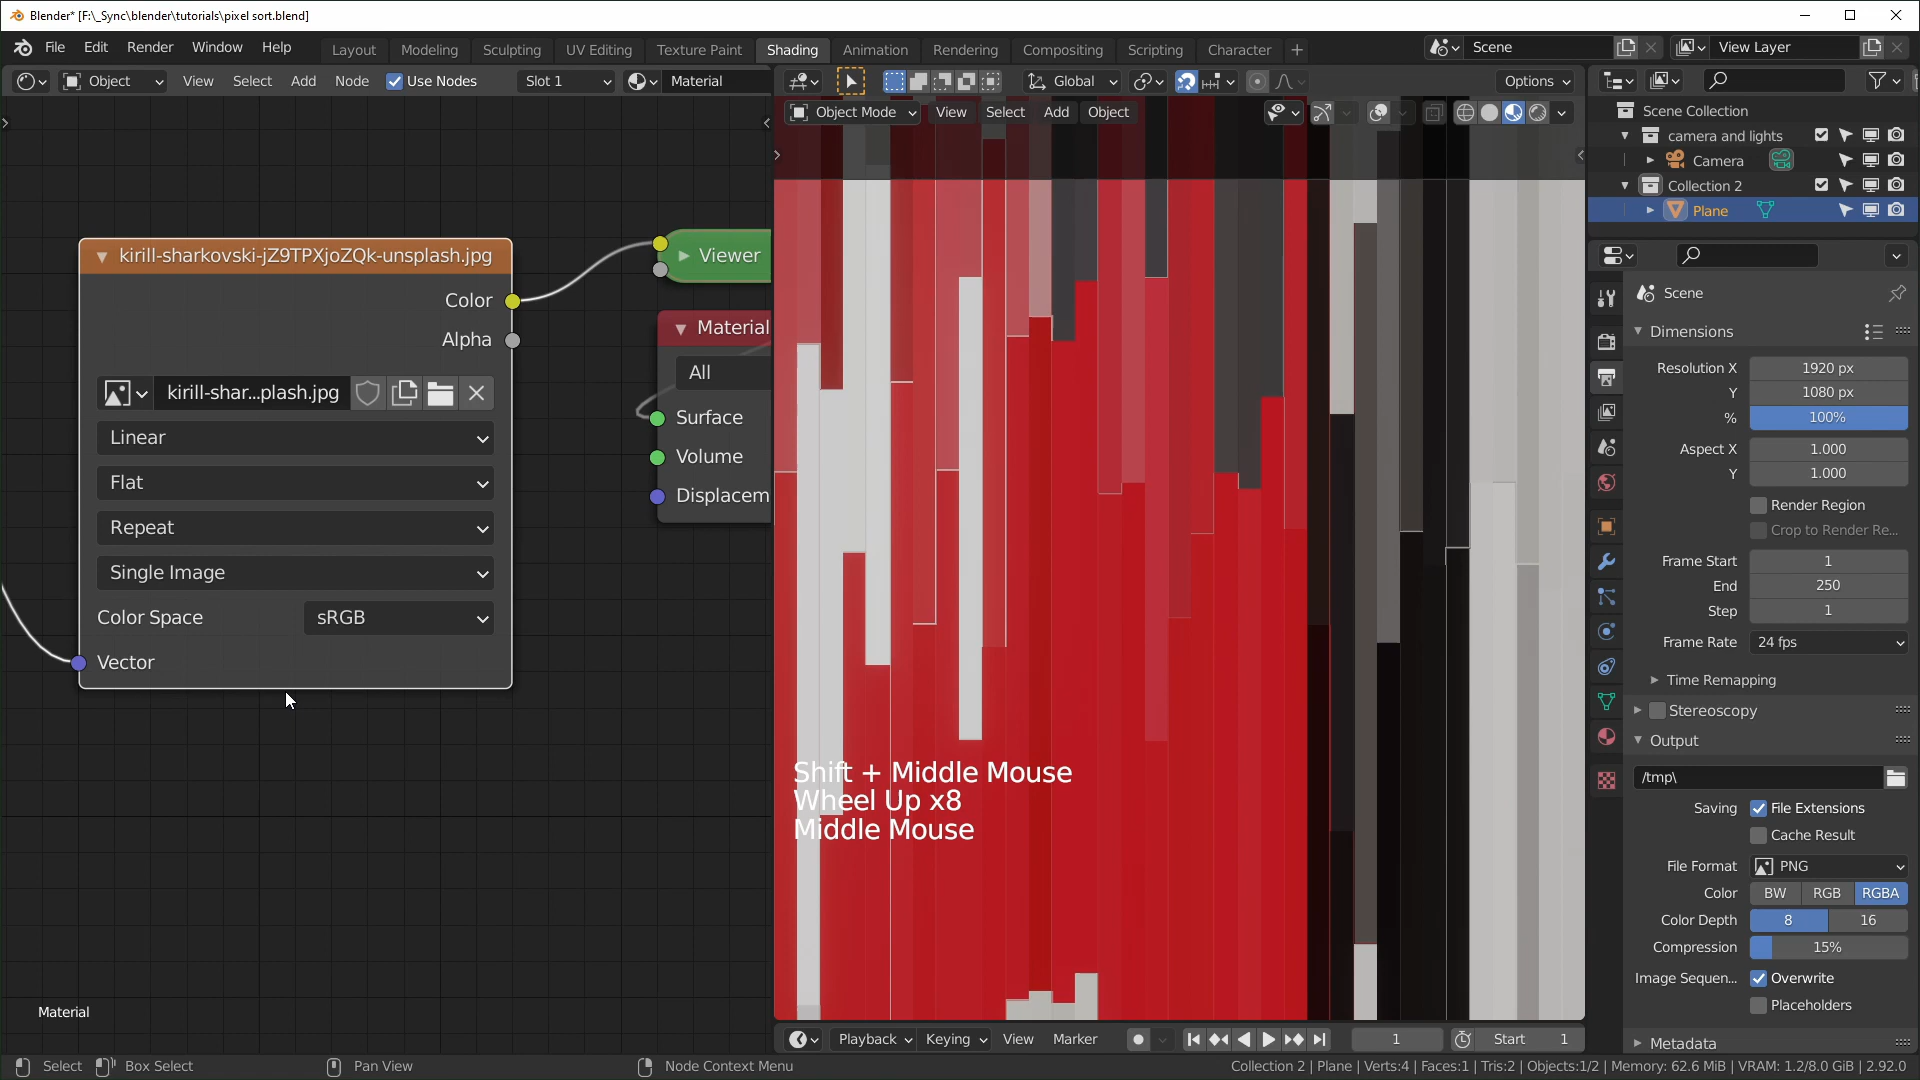 Blender* [F:\_Sync\blender\tutorials\pixel sort.blend]
File Edit Render Window Help
Layout Modeling Sculpting UV Editing Texture Paint Shading Animation Rendering Compositing Scripting Character +
Scene
View Layer
Object View Select Add Node Use Nodes Slot 1 Material
Global
Options
Object Mode View Select Add Object
kirill-sharkovski-jZ9TPXjoZQk-unsplash.jpg
Color
Alpha
kirill-shar...plash.jpg
Linear
Flat
Repeat
Single Image
Color Space sRGB
Vector
Viewer
Material
All
Surface
Volume
Displacem
Material
Shift + Middle Mouse
Wheel Up x8
Middle Mouse
Playback Keying View Marker 1 Start 1
Scene Collection
camera and lights
Camera
Collection 2
Plane
Scene
Dimensions
Resolution X 1920 px
Y 1080 px
% 100%
Aspect X 1.000
Y 1.000
Render Region
Crop to Render Re...
Frame Start 1
End 250
Step 1
Frame Rate 24 fps
Time Remapping
Stereoscopy
Output
/tmp\
Saving File Extensions
Cache Result
File Format PNG
Color BW RGB RGBA
Color Depth 8 16
Compression 15%
Image Sequen... Overwrite
Placeholders
Metadata
Select Box Select Pan View Node Context Menu
Collection 2 | Plane | Verts:4 | Faces:1 | Tris:2 | Objects:1/2 | Memory: 62.6 MiB | VRAM: 1.2/8.0 GiB | 2.92.0